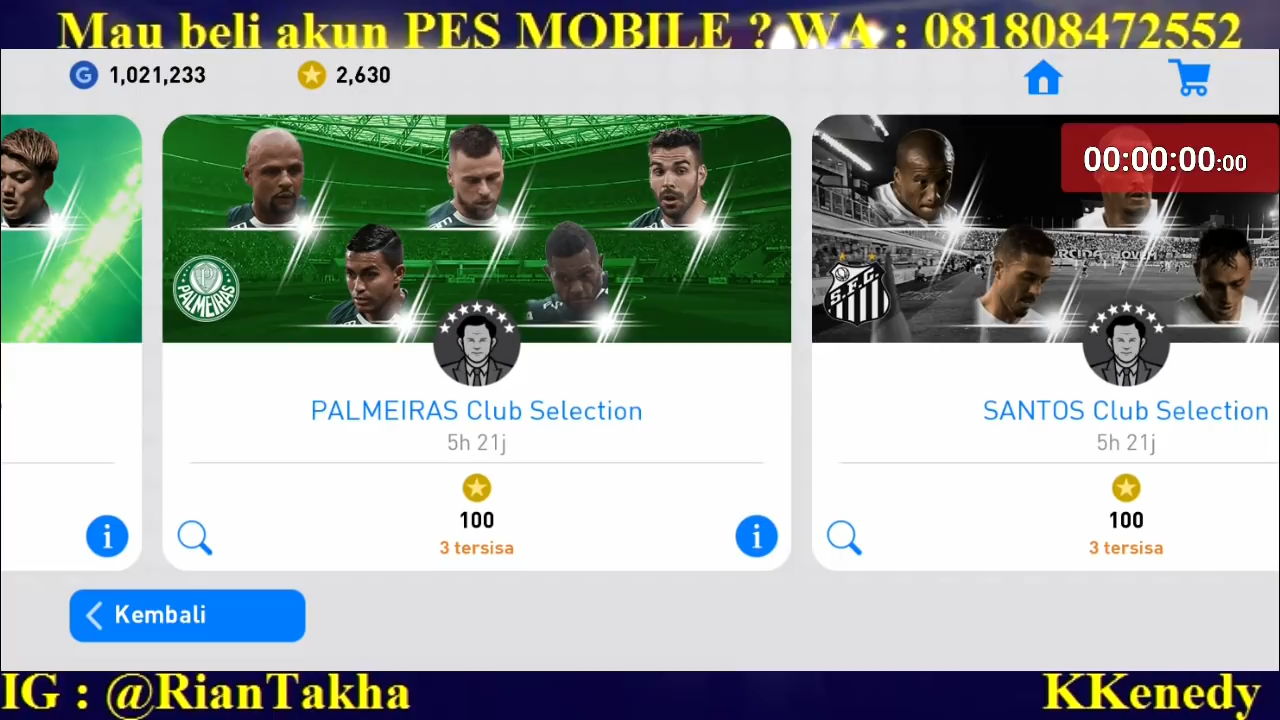 Mau beli akun PES MOBILE ? WA : 081808472552
G 1,021,233 2,630
00:00:00:00
PALMEIRAS
S.F.C.
PALMEIRAS Club Selection
SANTOS Club Selection
5h 21j
5h 21j
100
100
3 tersisa
3 tersisa
Kembali
IG : @RianTakha
KKenedy